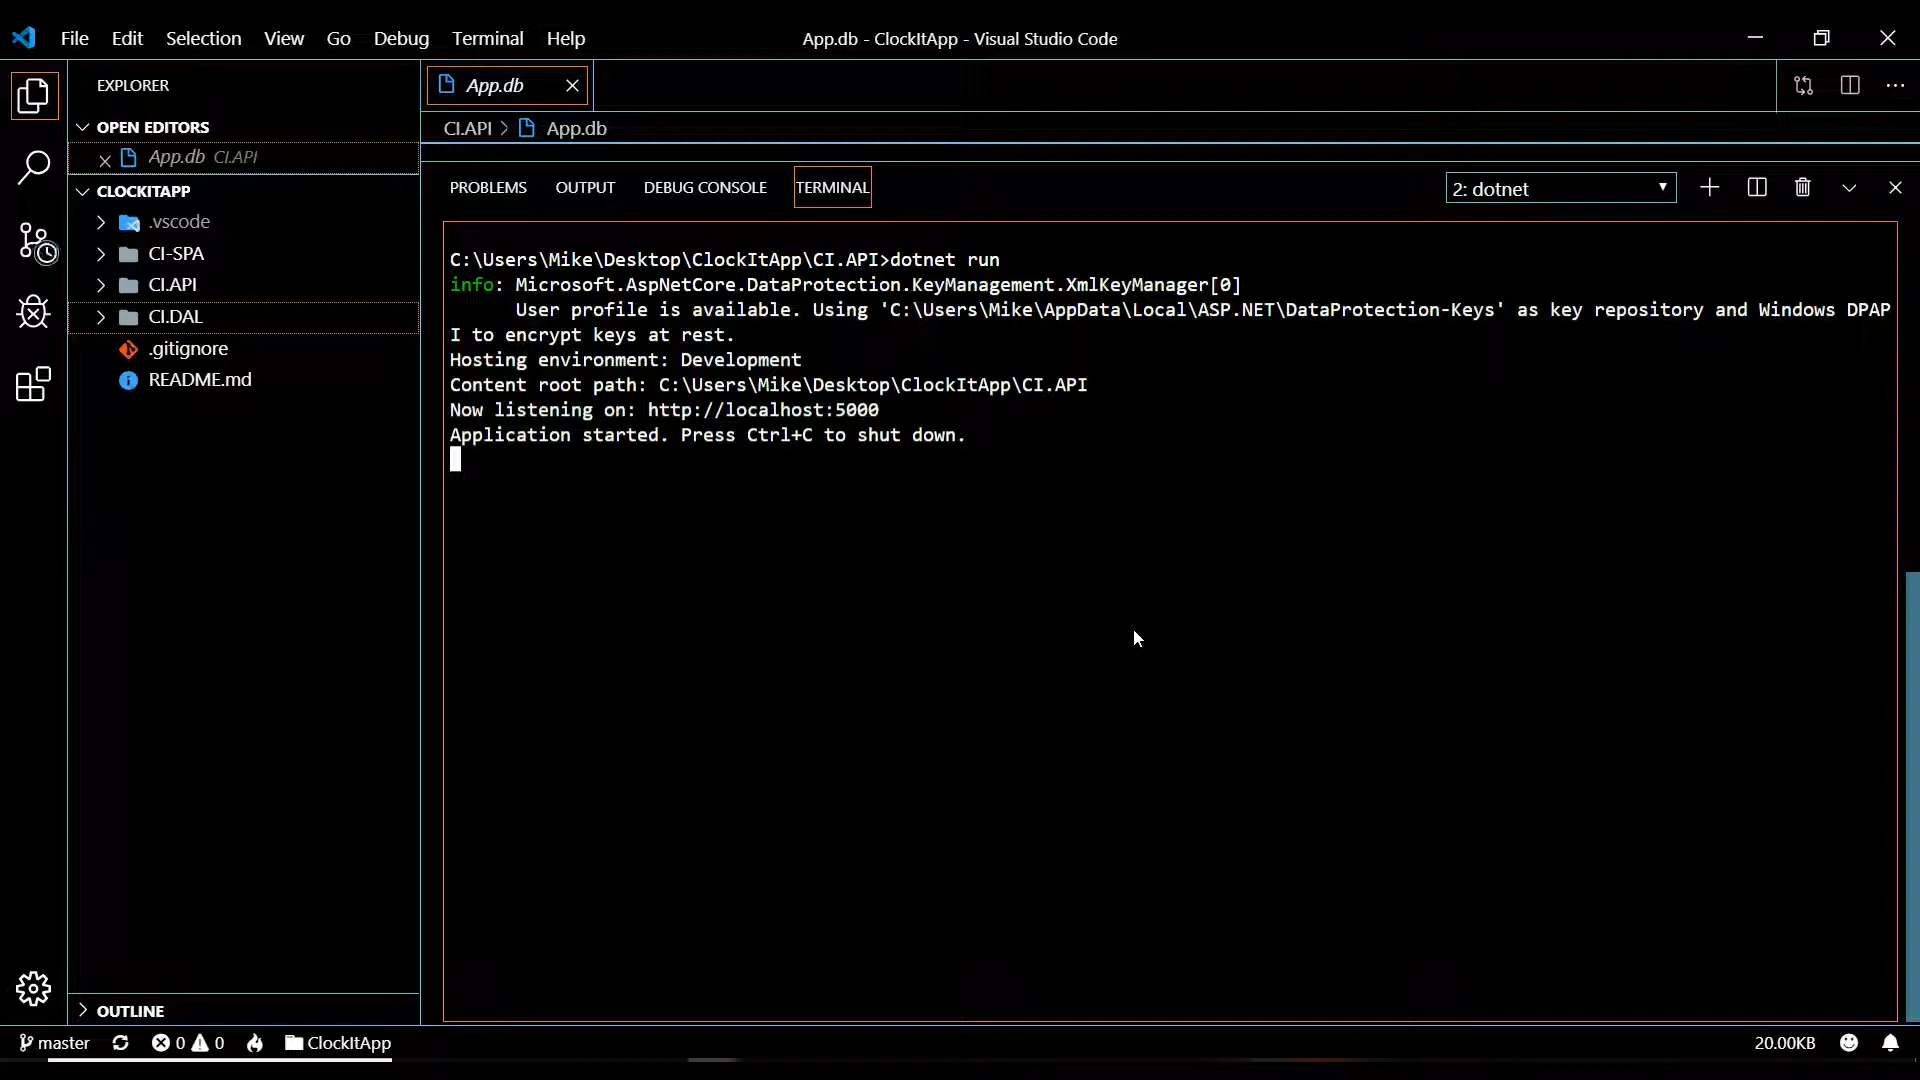 File Edit Selection View Go Debug Terminal Help
App.db - ClockItApp - Visual Studio Code
EXPLORER
OPEN EDITORS
App.db CI.API
CLOCKITAPP
.vscode
CI-SPA
CI.API
CI.DAL
.gitignore
README.md
OUTLINE
App.db
CI.API > App.db
PROBLEMS OUTPUT DEBUG CONSOLE TERMINAL
2: dotnet
C:\Users\Mike\Desktop\ClockItApp\CI.API>dotnet run
info: Microsoft.AspNetCore.DataProtection.KeyManagement.XmlKeyManager[0]
User profile is available. Using 'C:\Users\Mike\AppData\Local\ASP.NET\DataProtection-Keys' as key repository and Windows DPAP
I to encrypt keys at rest.
Hosting environment: Development
Content root path: C:\Users\Mike\Desktop\ClockItApp\CI.API
Now listening on: http://localhost:5000
Application started. Press Ctrl+C to shut down.
master 0 0 ClockItApp
20.00KB